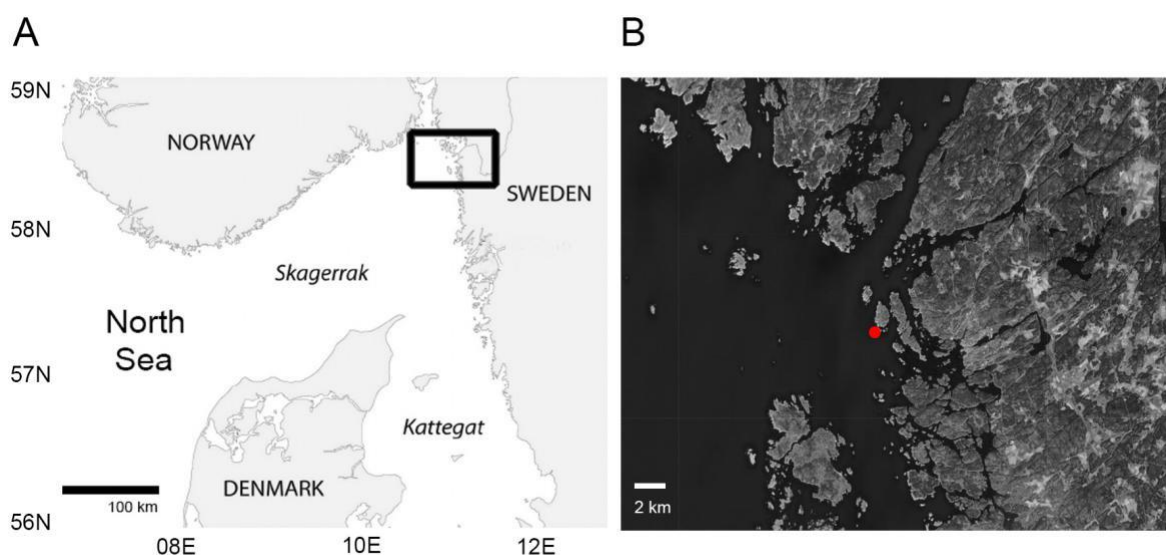 A
B
59N
NORWAY
SWEDEN
58N
Skagerrak
North
Sea
57N
Kattegat
DENMARK
100 km
2 km
56N
08E 10E 12E